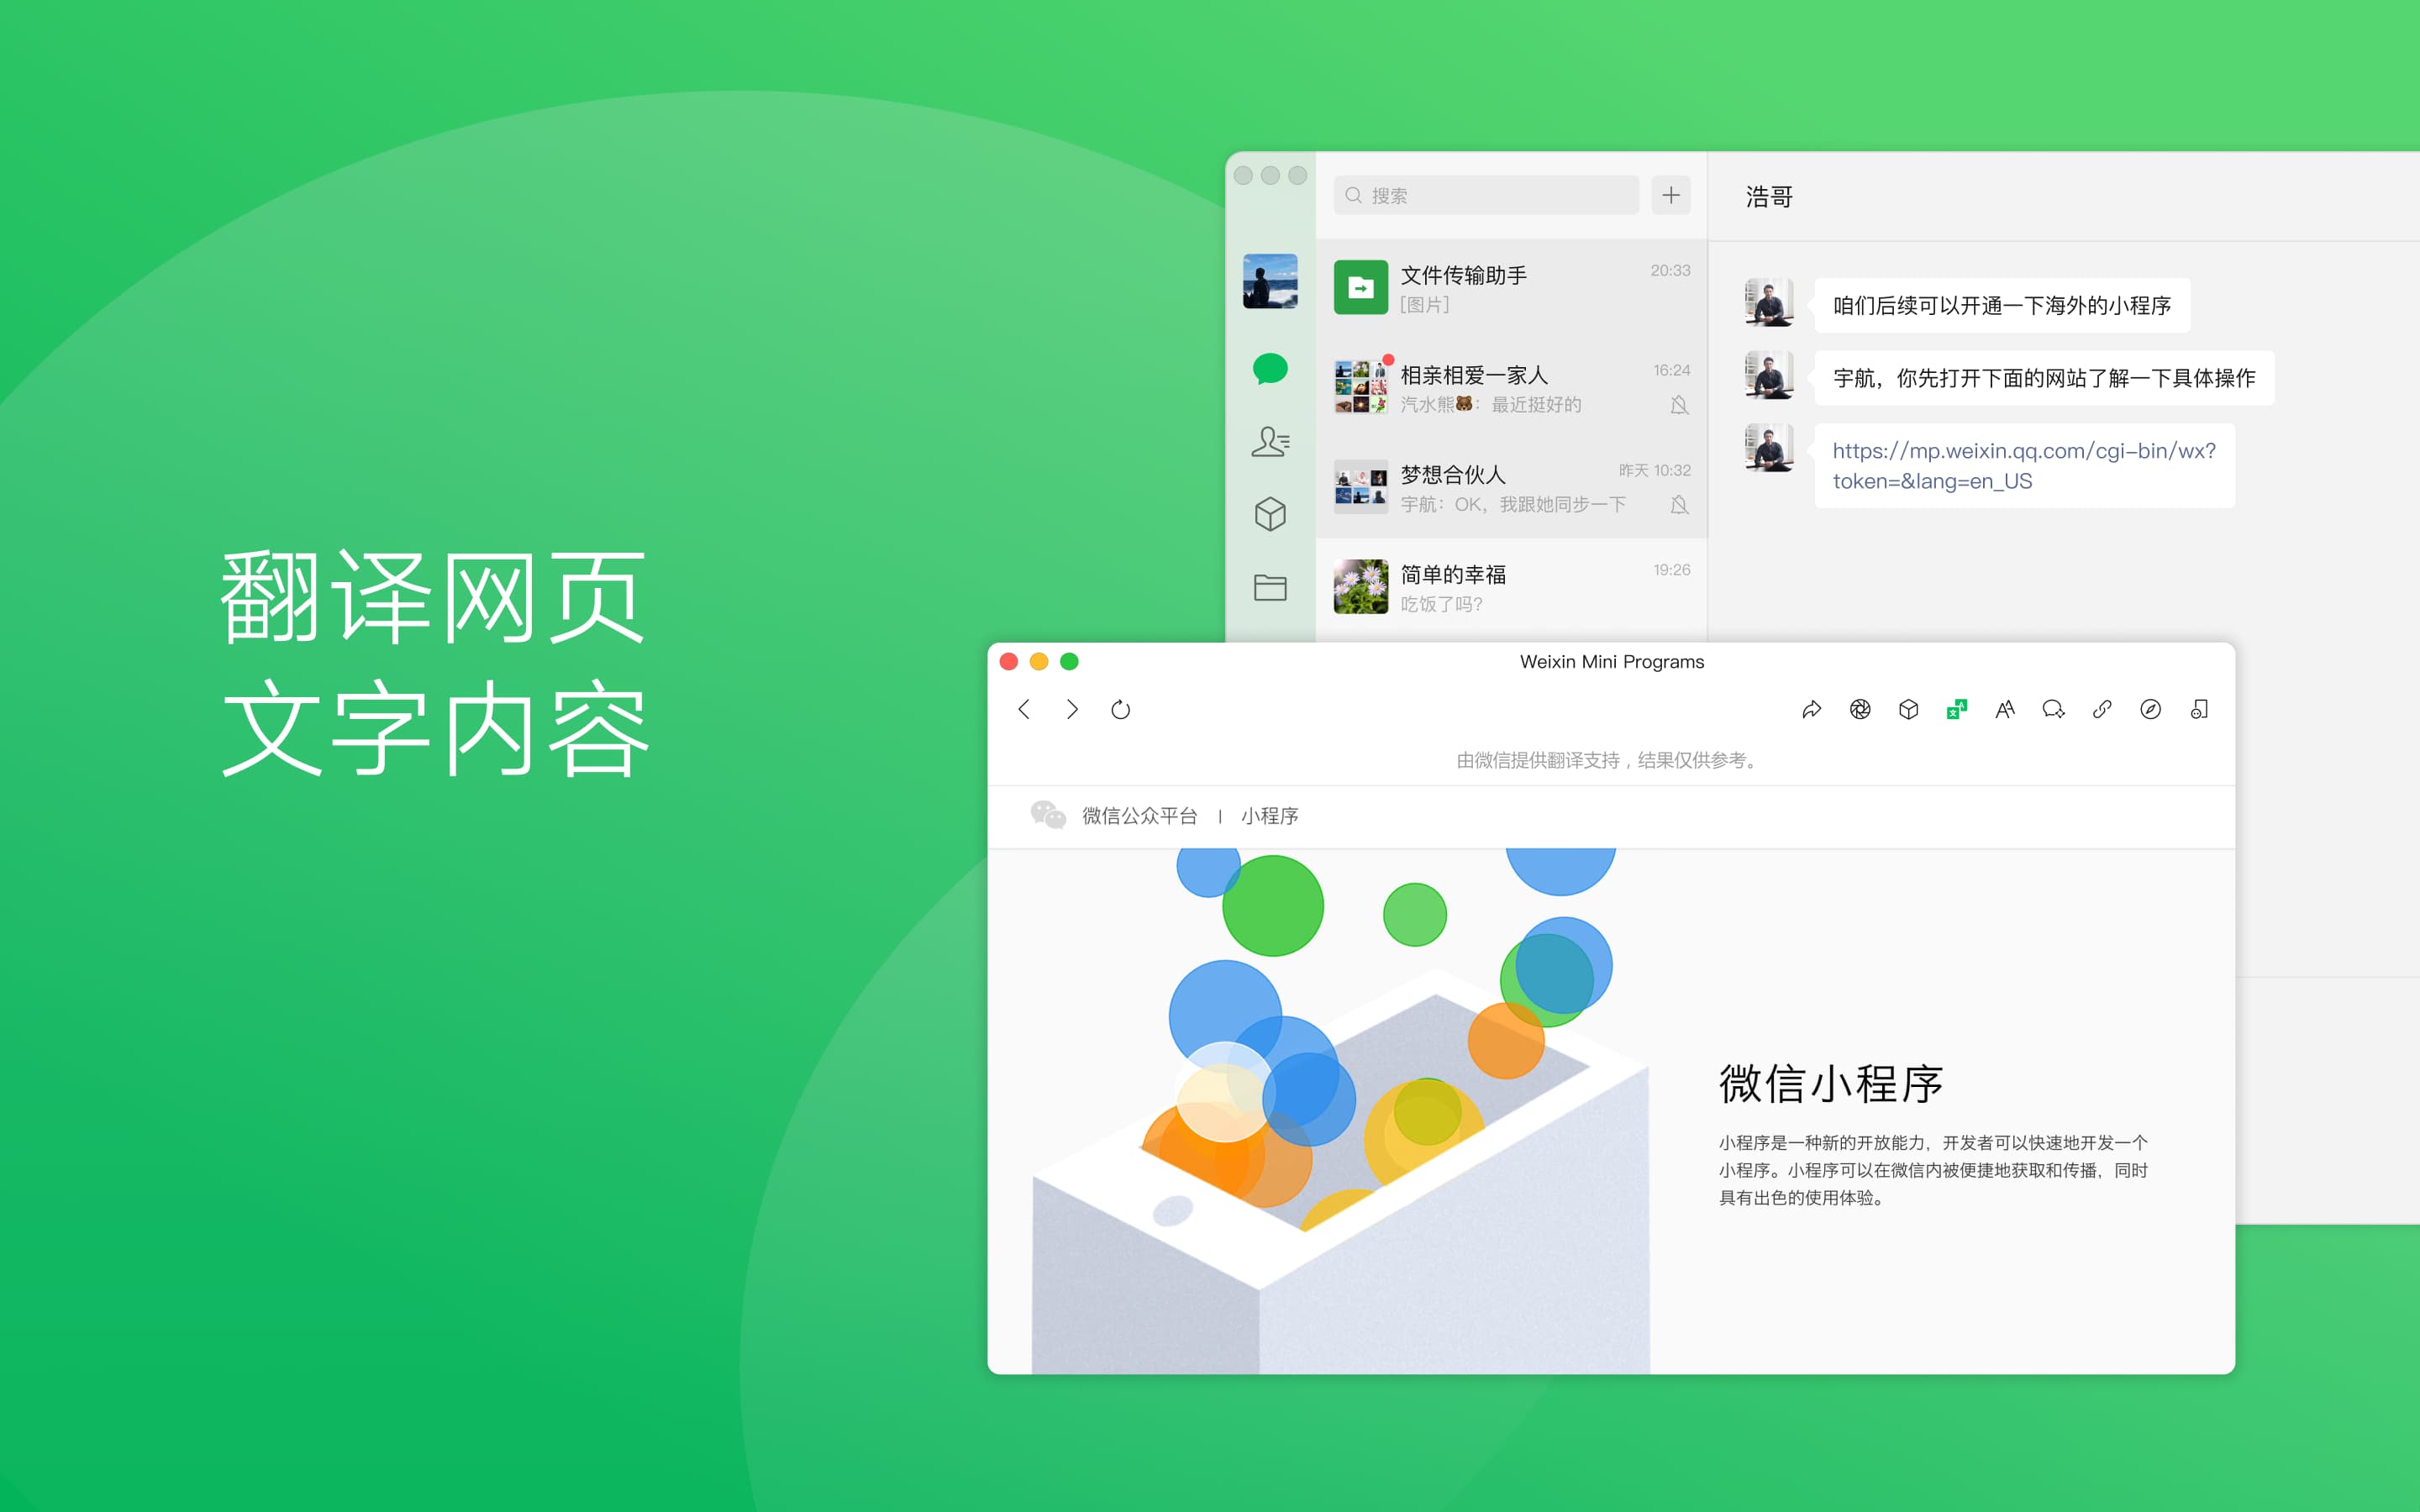 翻译网页
文字内容
搜索
文件传输助手
20:33
[图片]
相亲相爱一家人
16:24
汽水熊🐻：最近挺好的
梦想合伙人
昨天 10:32
宇航：OK，我跟她同步一下
简单的幸福
19:26
吃饭了吗?
浩哥
咱们后续可以开通一下海外的小程序
宇航，你先打开下面的网站了解一下具体操作
https://mp.weixin.qq.com/cgi-bin/wx?
token=&lang=en_US
Weixin Mini Programs
由微信提供翻译支持，结果仅供参考。
微信公众平台 | 小程序
微信小程序
小程序是一种新的开放能力，开发者可以快速地开发一个
小程序。小程序可以在微信内被便捷地获取和传播，同时
具有出色的使用体验。